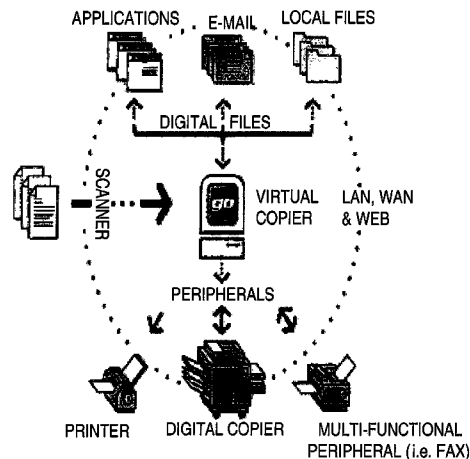 APPLICATIONS
E-MAIL
LOCAL FILES
DIGITAL FILES
SCANNER
go
VIRTUAL
COPIER
LAN, WAN
& WEB
PERIPHERALS
PRINTER
DIGITAL COPIER
MULTI-FUNCTIONAL
PERIPHERAL (i.e. FAX)